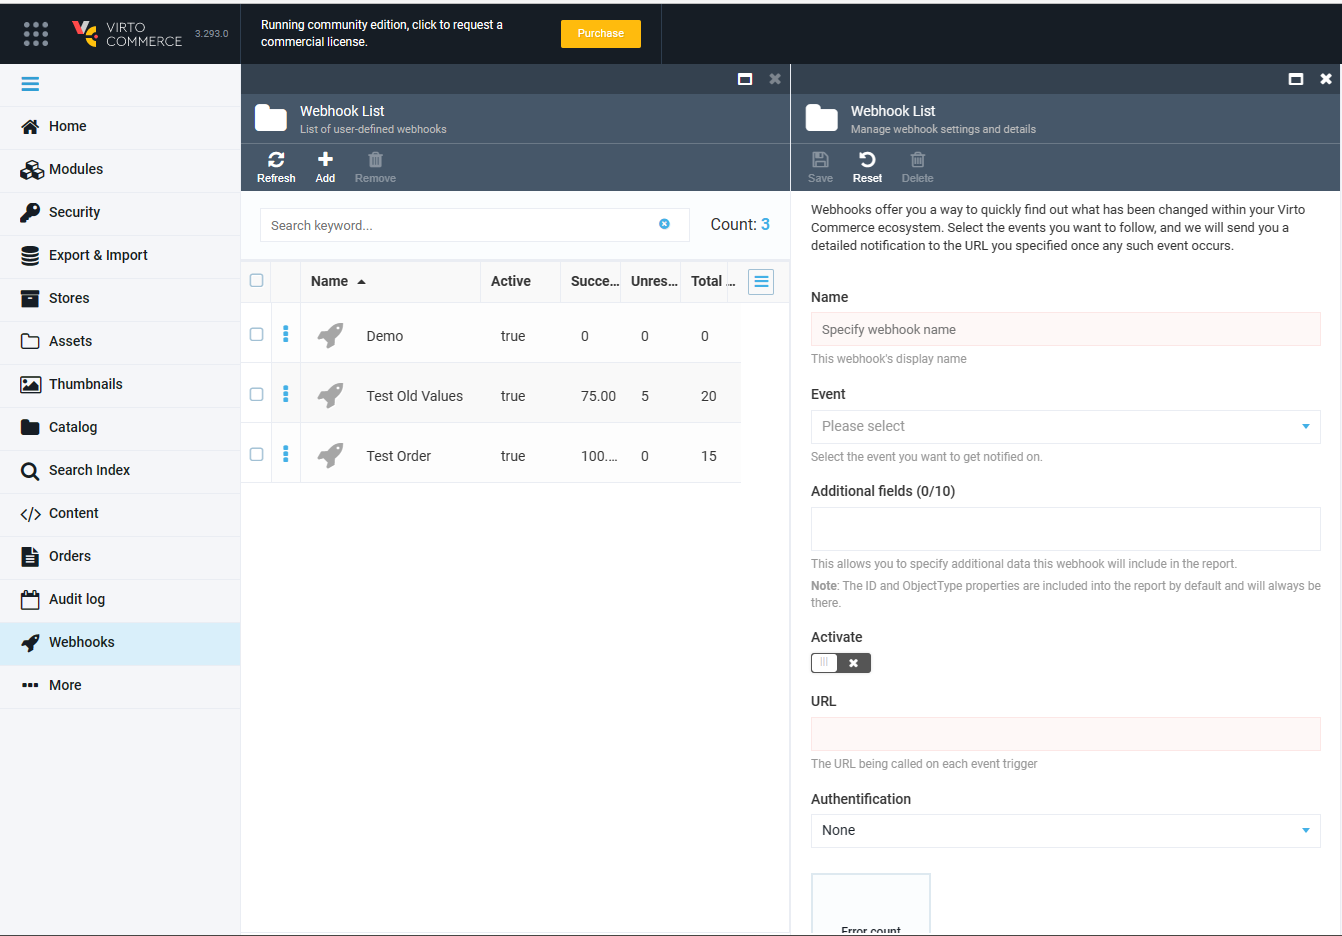 VIRTO
COMMERCE
3.293.0
Running community edition, click to request a
commercial license.
Purchase
Home
Modules
Security
Export & Import
Stores
Assets
Thumbnails
Catalog
Search Index
Content
Orders
Audit log
Webhooks
More
Webhook List
List of user-defined webhooks
Refresh
Add
Remove
Search keyword...
Count: 3
Name
Active
Succe...
Unres...
Total ...
Demo true 0 0 0
Test Old Values true 75.00 5 20
Test Order true 100.... 0 15
Webhook List
Manage webhook settings and details
Save
Reset
Delete
Webhooks offer you a way to quickly find out what has been changed within your Virto
Commerce ecosystem. Select the events you want to follow, and we will send you a
detailed notification to the URL you specified once any such event occurs.
Name
Specify webhook name
This webhook's display name
Event
Please select
Select the event you want to get notified on.
Additional fields (0/10)
This allows you to specify additional data this webhook will include in the report.
Note: The ID and ObjectType properties are included into the report by default and will always be
there.
Activate
URL
The URL being called on each event trigger
Authentification
None
Error count